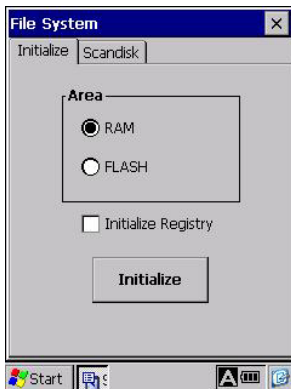 File System
Initialize Scandisk
Area
RAM
FLASH
Initialize Registry
Initialize
Start
A